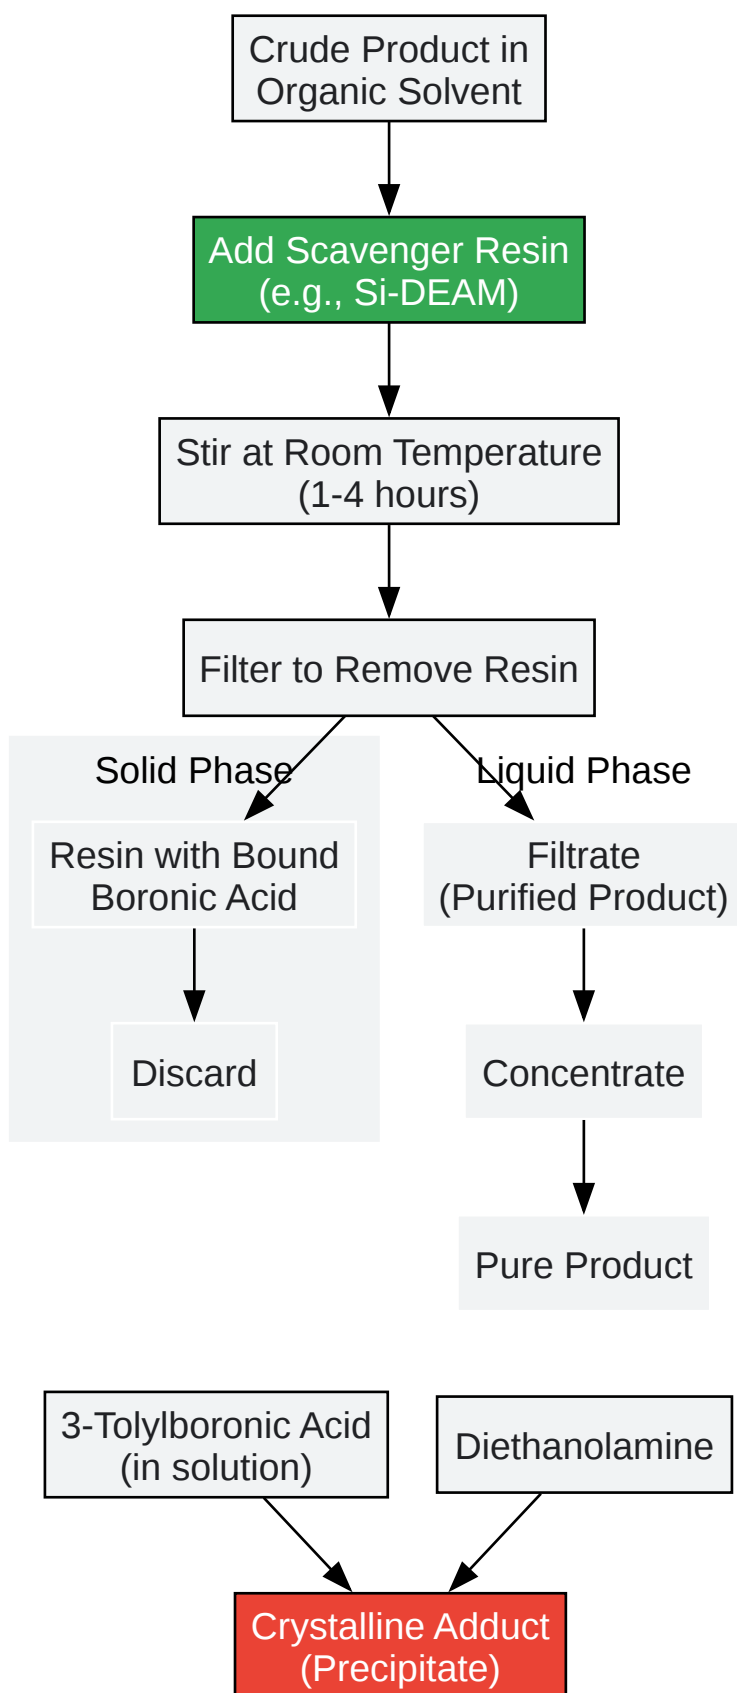 Crude Product in
Organic Solvent
Add Scavenger Resin
(e.g., Si-DEAM)
Stir at Room Temperature
(1-4 hours)
Filter to Remove Resin
Solid Phase
Liquid Phase
Resin with Bound
Boronic Acid
Filtrate
(Purified Product)
Discard
Concentrate
Pure Product
3-Tolylboronic Acid
(in solution)
Diethanolamine
Crystalline Adduct
(Precipitate)